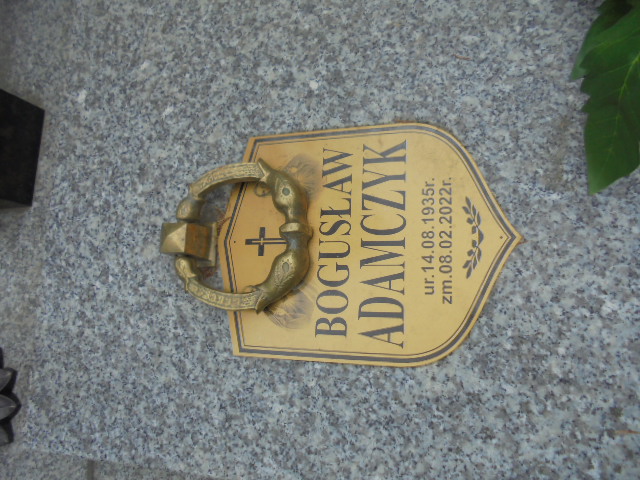 BOGUSŁAW
ADAMCZYK
ur.14.08.1935r.
zm.08.02.2022r.